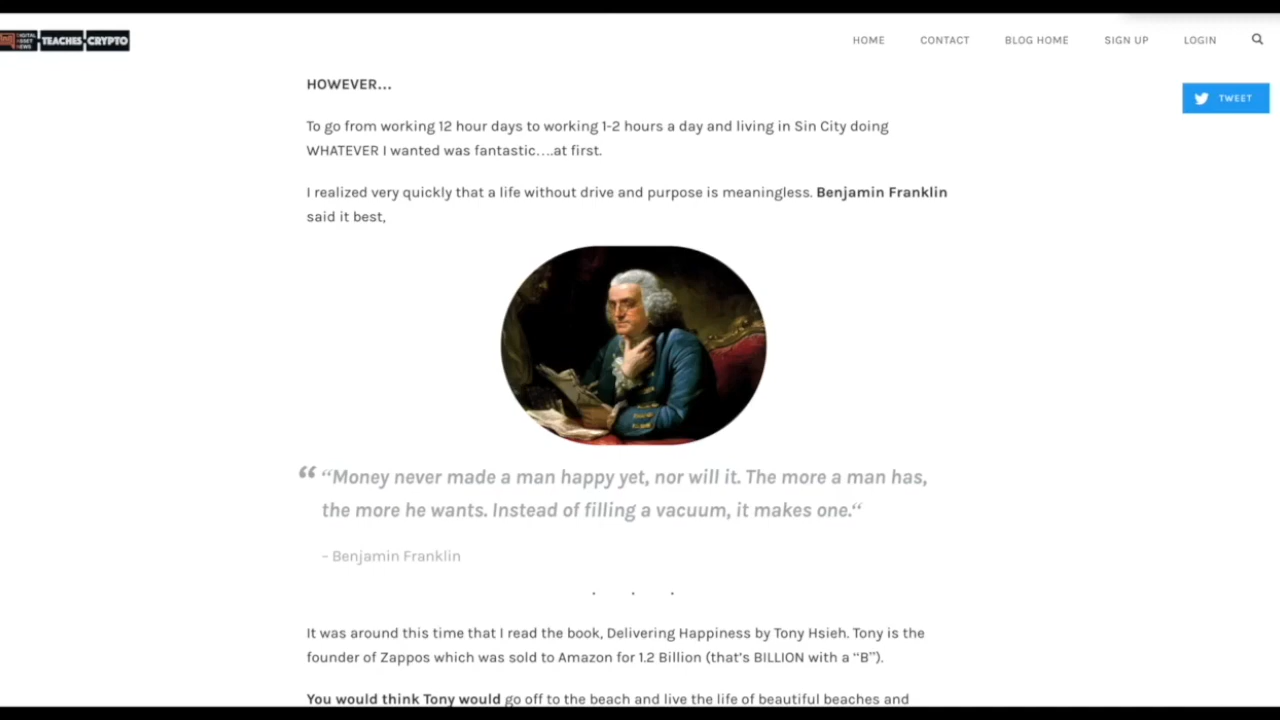 DIGITAL
ASSET
NEWS
TEACHES CRYPTO
HOME CONTACT BLOG HOME SIGN UP LOGIN
TWEET
HOWEVER…
To go from working 12 hour days to working 1-2 hours a day and living in Sin City doing
WHATEVER I wanted was fantastic….at first.
I realized very quickly that a life without drive and purpose is meaningless. Benjamin Franklin
said it best,
“ “Money never made a man happy yet, nor will it. The more a man has,
the more he wants. Instead of filling a vacuum, it makes one.“
– Benjamin Franklin
. . .
It was around this time that I read the book, Delivering Happiness by Tony Hsieh. Tony is the
founder of Zappos which was sold to Amazon for 1.2 Billion (that’s BILLION with a “B”).
You would think Tony would go off to the beach and live the life of beautiful beaches and